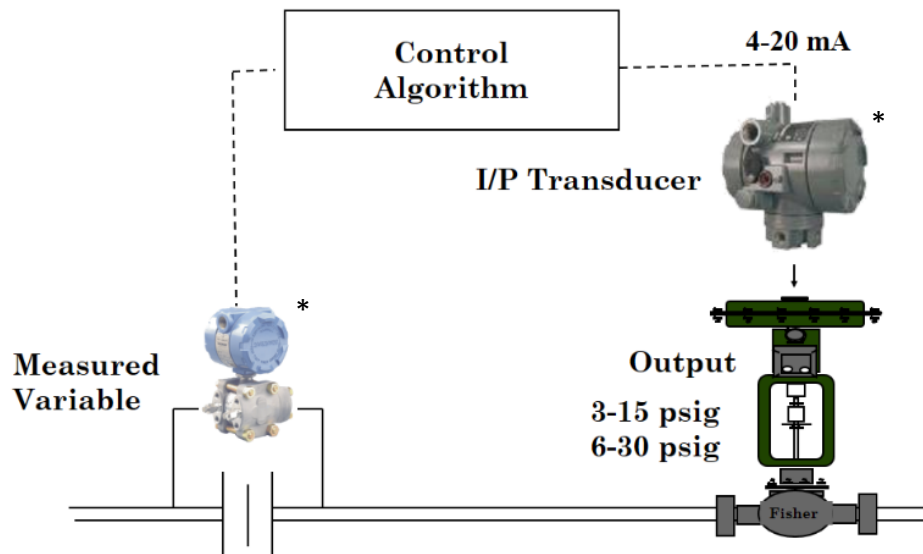 Control
Algorithm
4-20 mA
*
I/P Transducer
*
Measured
Variable
Output
3-15 psig
6-30 psig
Fisher